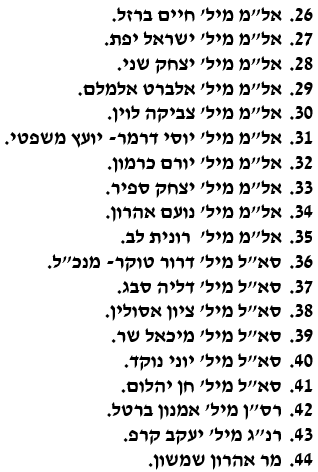 26. אל״מ מיל׳ חיים ברזל.
27. אל״מ מיל׳ ישראל יפת.
28. אל״מ מיל׳ יצחק שני.
29. אל״מ מיל׳ אלברט אלמלם.
30. אל״מ מיל׳ צביקה לוין.
31. אל״מ מיל׳ יוסי דרמר- יועץ משפטי.
32. אל״מ מיל׳ יורם כרמון.
33. אל״מ מיל׳ יצחק ספיר.
34. אל״מ מיל׳ נועם אהרון.
35. אל״מ מיל׳ רונית לב.
36. סא״ל מיל׳ דרור טוקר- מנכ״ל.
37. סא״ל מיל׳ דליה סבג.
38. סא״ל מיל׳ ציון אסולין.
39. סא״ל מיל׳ מיכאל שר.
40. סא״ל מיל׳ יוני נוקד.
41. סא״ל מיל׳ חן יהלום.
42. רס״ן מיל׳ אמנון ברטל.
43. רנ״ג מיל׳ יעקב קרפ.
44. מר אהרון שמשון.